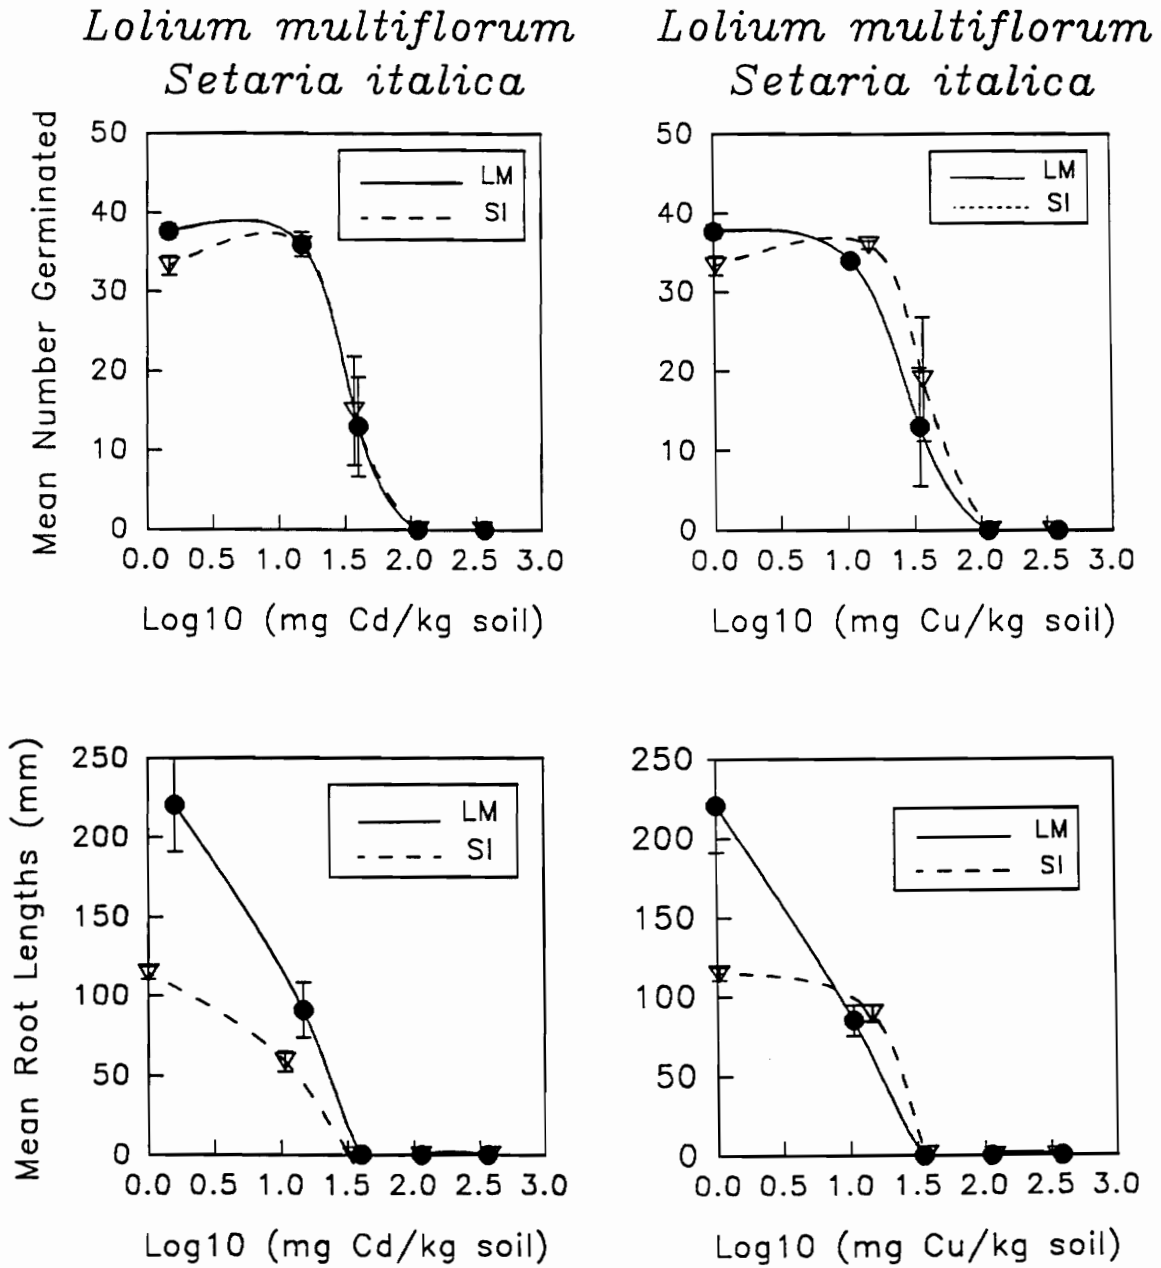 Lolium multiflorum
Setaria italica
Lolium multiflorum
Setaria italica
Mean Number Germinated
50
40
30
20
10
0
LM
SI
0.0 0.5 1.0 1.5 2.0 2.5 3.0
Log10 (mg Cd/kg soil)
50
40
30
20
10
0
LM
SI
0.0 0.5 1.0 1.5 2.0 2.5 3.0
Log10 (mg Cu/kg soil)
Mean Root Lengths (mm)
250
200
150
100
50
0
LM
SI
0.0 0.5 1.0 1.5 2.0 2.5 3.0
Log10 (mg Cd/kg soil)
250
200
150
100
50
0
LM
SI
0.0 0.5 1.0 1.5 2.0 2.5 3.0
Log10 (mg Cu/kg soil)